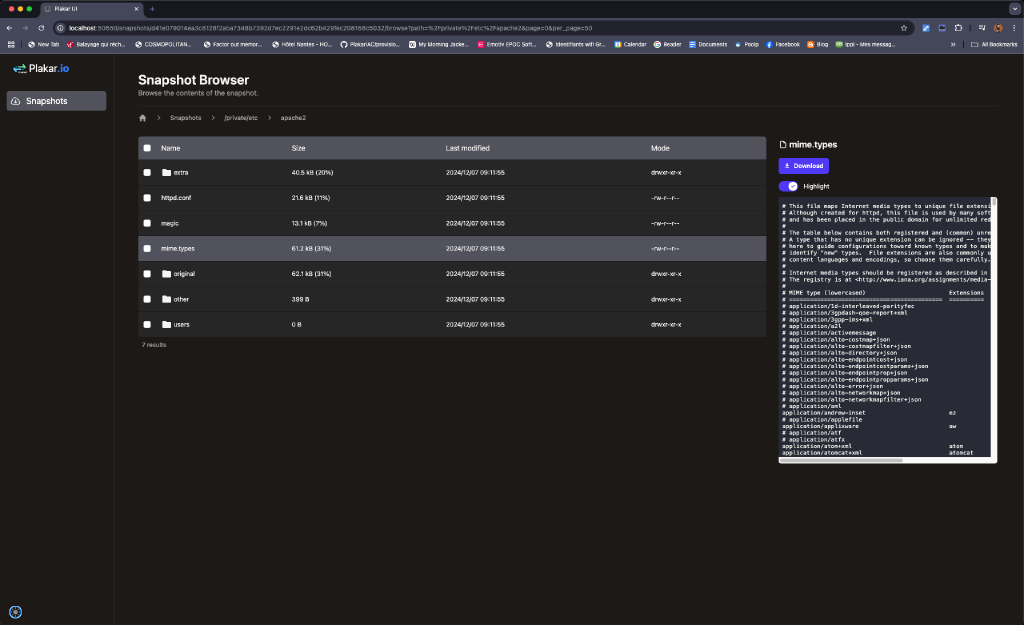 Plakar UI
localhost:50650/snapshots/d41e079014ea3c8128f2aba7348b7392d7ec2291e2dc62b429fec208168c5032/browse?path=%2Fprivate%2Fetc%2Fapache2&page=0&per_page=50
New Tab
Balayage qui réch...
COSMOPOLITAN...
Factor out memor...
Hôtel Nantes - HO...
PlakarIAC/provisio...
My Morning Jacke...
Emotiv EPOC Soft...
Identifiants wifi Gr...
Calendar
Reader
Documents
Poolp
Facebook
Blog
ippi - Mes messag...
All Bookmarks
Plakar.io
Snapshots
Snapshot Browser
Browse the contents of the snapshot.
Snapshots > /private/etc > apache2
Name Size Last modified Mode
extra 40.5 kB (20%) 2024/12/07 09:11:55 drwxr-xr-x
httpd.conf 21.6 kB (11%) 2024/12/07 09:11:55 -rw-r--r--
magic 13.1 kB (7%) 2024/12/07 09:11:55 -rw-r--r--
mime.types 61.2 kB (31%) 2024/12/07 09:11:55 -rw-r--r--
original 62.1 kB (31%) 2024/12/07 09:11:55 drwxr-xr-x
other 399 B 2024/12/07 09:11:55 drwxr-xr-x
users 0 B 2024/12/07 09:11:55 drwxr-xr-x
7 results
mime.types
Download
Highlight
# This file maps Internet media types to unique file extensi
# Although created for httpd, this file is used by many soft
# and has been placed in the public domain for unlimited red
#
# The table below contains both registered and (common) unre
# A type that has no unique extension can be ignored -- they
# here to guide configurations toward known types and to mak
# identify "new" types.  File extensions are also commonly u
# content languages and encodings, so choose them carefully.
#
# Internet media types should be registered as described in
# The registry is at <http://www.iana.org/assignments/media-
#
# MIME type (lowercased) Extensions
# ============================================ ==========
# application/1d-interleaved-parityfec
# application/3gpdash-qoe-report+xml
# application/3gpp-ims+xml
# application/a2l
# application/activemessage
# application/alto-costmap+json
# application/alto-costmapfilter+json
# application/alto-directory+json
# application/alto-endpointcost+json
# application/alto-endpointcostparams+json
# application/alto-endpointprop+json
# application/alto-endpointpropparams+json
# application/alto-error+json
# application/alto-networkmap+json
# application/alto-networkmapfilter+json
# application/aml
application/andrew-inset ez
# application/applefile
application/applixware aw
# application/atf
# application/atfx
application/atom+xml atom
application/atomcat+xml atomcat